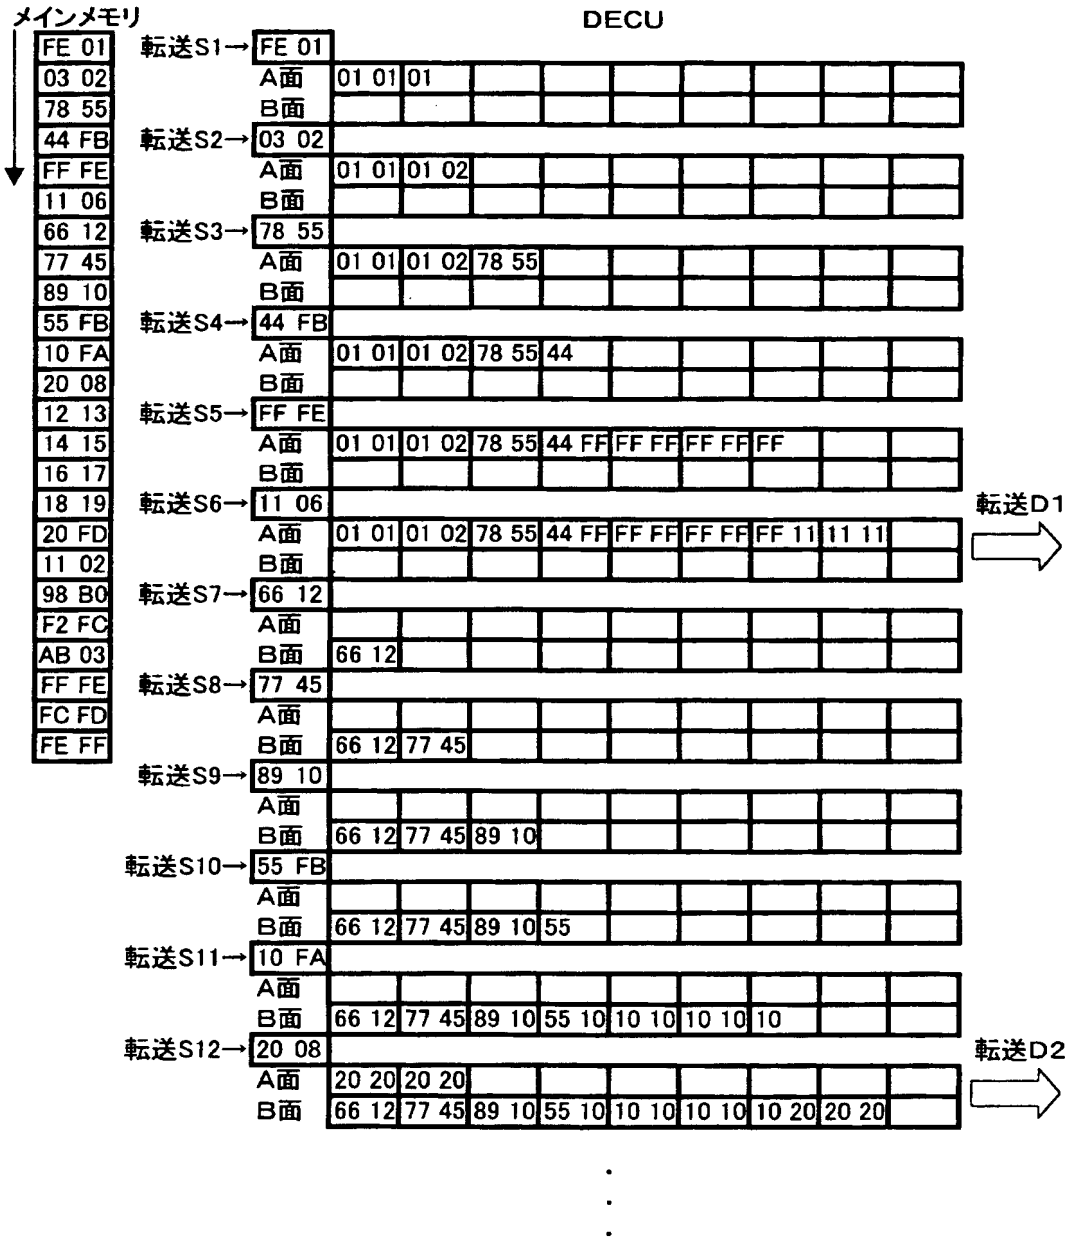 メインメモリ DECU
FE 01 転送S1→ FE 01
03 02 A面 01 01 01
78 55 B面
44 FB 転送S2→ 03 02
FF FE A面 01 01 01 02
11 06 B面
66 12 転送S3→ 78 55
77 45 A面 01 01 01 02 78 55
89 10 B面
55 FB 転送S4→ 44 FB
10 FA A面 01 01 01 02 78 55 44
20 08 B面
12 13 転送S5→ FF FE
14 15 A面 01 01 01 02 78 55 44 FF FF FF FF FF FF
16 17 B面
18 19 転送S6→ 11 06 転送D1
20 FD A面 01 01 01 02 78 55 44 FF FF FF FF FF FF 11 11 11
11 02 B面
98 B0 転送S7→ 66 12
F2 FC A面
AB 03 B面 66 12
FF FE 転送S8→ 77 45
FC FD A面
FE FF B面 66 12 77 45
転送S9→ 89 10
A面
B面 66 12 77 45 89 10
転送S10→ 55 FB
A面
B面 66 12 77 45 89 10 55
転送S11→ 10 FA
A面
B面 66 12 77 45 89 10 55 10 10 10 10 10 10
転送S12→ 20 08 転送D2
A面 20 20 20 20
B面 66 12 77 45 89 10 55 10 10 10 10 10 10 20 20 20